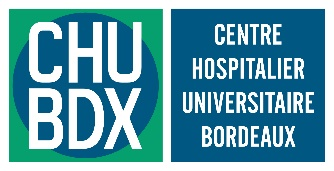 CHU
BDX
CENTRE
HOSPITALIER
UNIVERSITAIRE
BORDEAUX